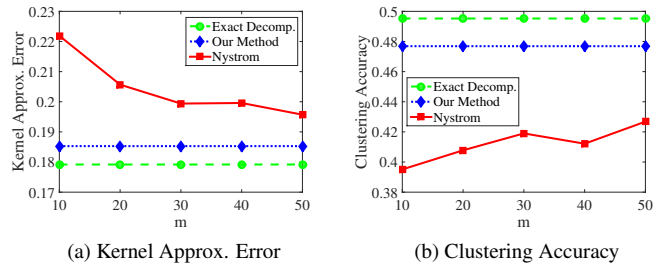 0.23
0.22
0.21
0.2
0.19
0.18
0.17
Kernel Approx. Error
Exact Decomp.
Our Method
Nystrom
10 20 30 40 50
m
(a) Kernel Approx. Error
0.5
0.48
0.46
0.44
0.42
0.4
0.38
Clustering Accuracy
Exact Decomp.
Our Method
Nystrom
10 20 30 40 50
m
(b) Clustering Accuracy